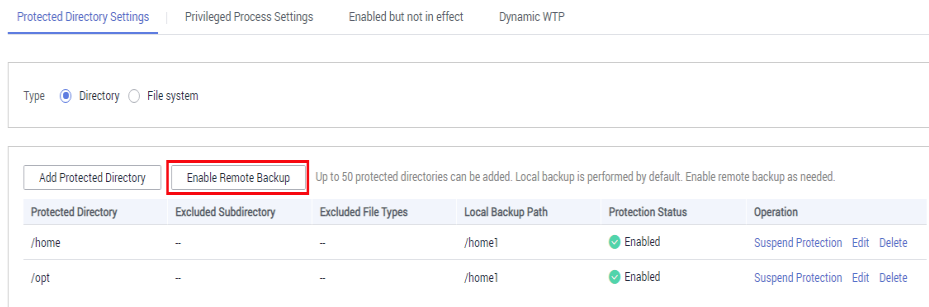 Protected Directory Settings Privileged Process Settings Enabled but not in effect Dynamic WTP
Type Directory File system
Add Protected Directory Enable Remote Backup Up to 50 protected directories can be added. Local backup is performed by default. Enable remote backup as needed.
Protected Directory Excluded Subdirectory Excluded File Types Local Backup Path Protection Status Operation
/home -- -- /home1 Enabled Suspend Protection Edit Delete
/opt -- -- /home1 Enabled Suspend Protection Edit Delete